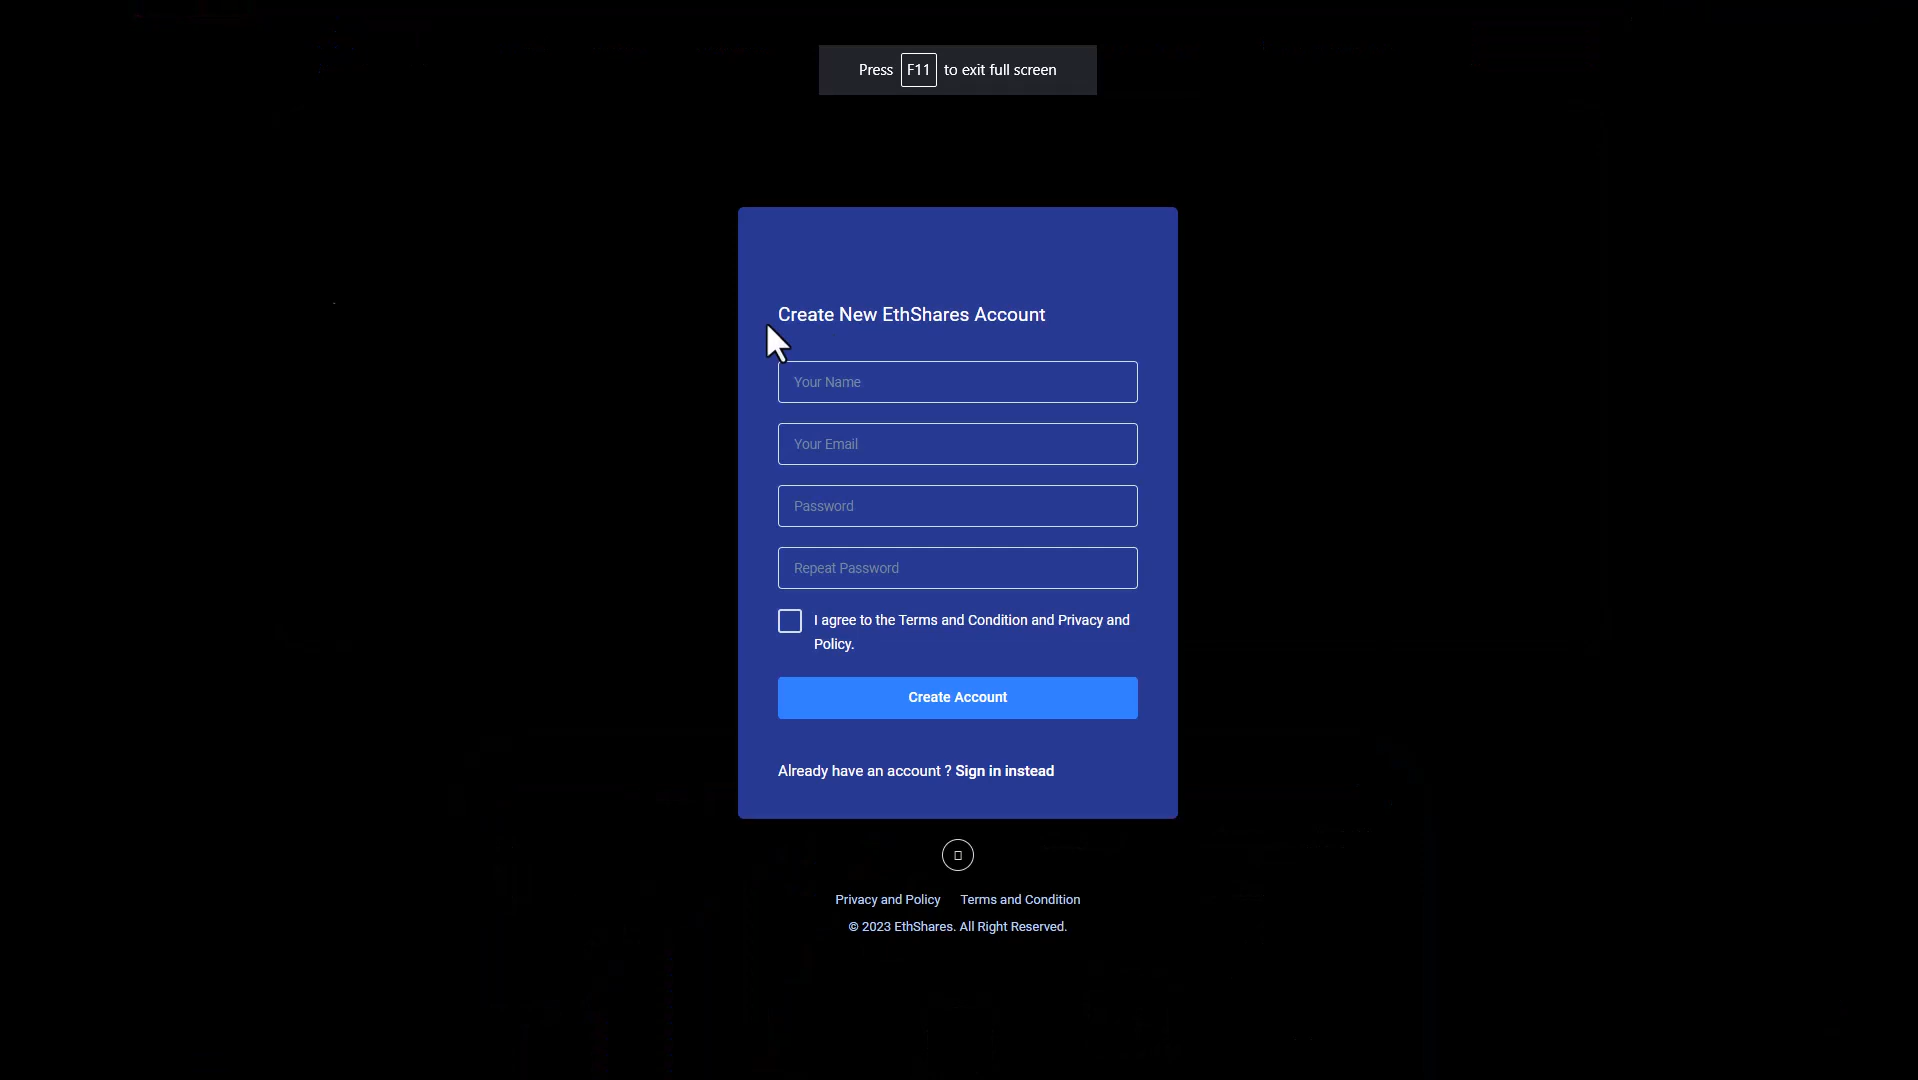 Press F11 to exit full screen
Create New EthShares Account
Your Name
Your Email
Password
Repeat Password
I agree to the Terms and Condition and Privacy and
Policy.
Create Account
Already have an account ? Sign in instead
Privacy and Policy Terms and Condition
© 2023 EthShares. All Right Reserved.